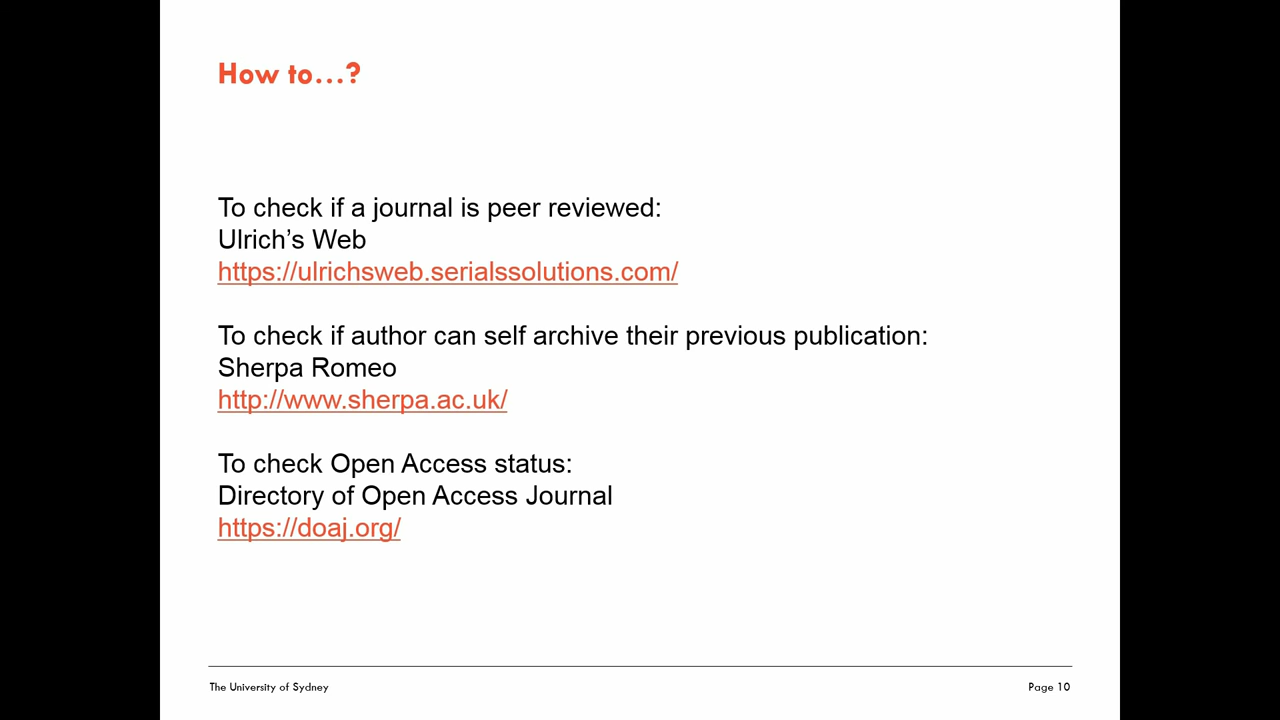 How to...?
To check if a journal is peer reviewed:
Ulrich’s Web
https://ulrichsweb.serialssolutions.com/
To check if author can self archive their previous publication:
Sherpa Romeo
http://www.sherpa.ac.uk/
To check Open Access status:
Directory of Open Access Journal
https://doaj.org/
The University of Sydney
Page 10